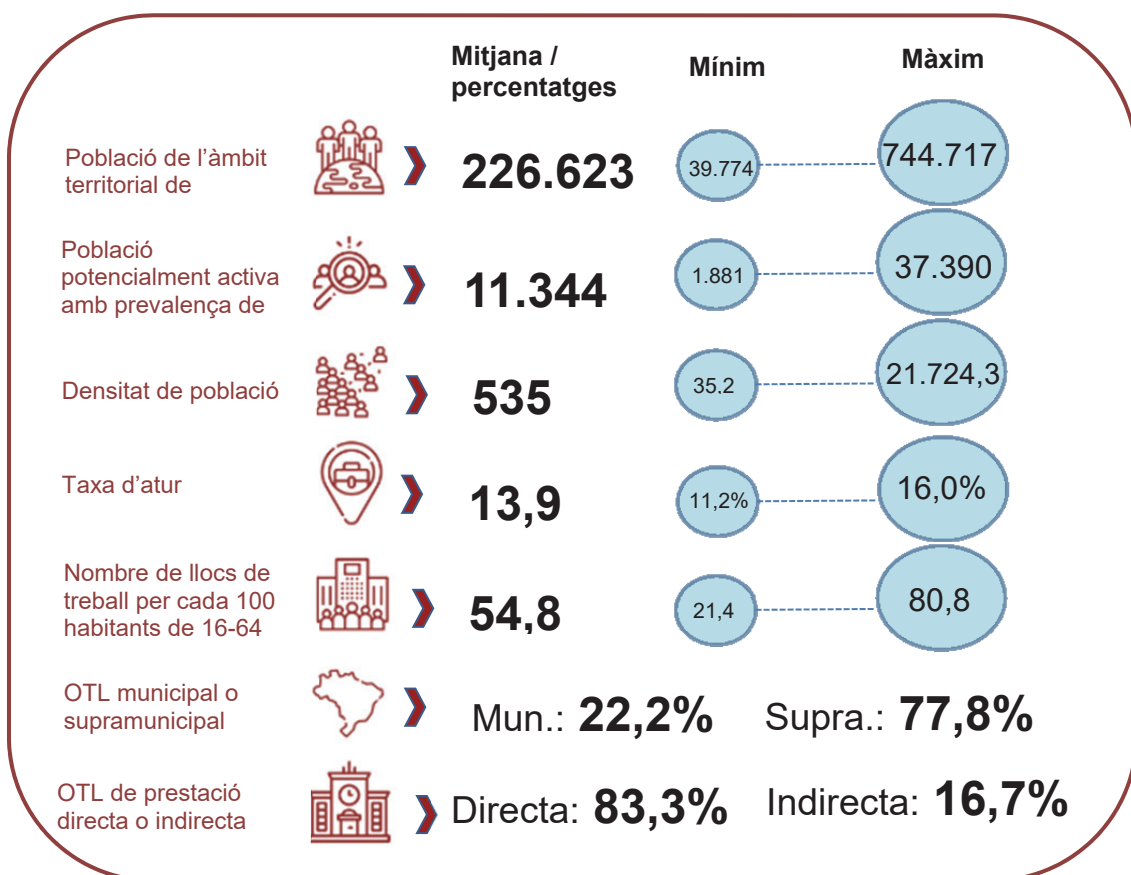 Mitjana /
percentatges
Mínim
Màxim
Població de l'àmbit
territorial de
226.623
39.774
744.717
Població
potencialment activa
amb prevalença de
11.344
1.881
37.390
Densitat de població
535
35,2
21.724,3
Taxa d'atur
13,9
11,2%
16,0%
Nombre de llocs de
treball per cada 100
habitants de 16-64
54,8
21,4
80,8
OTL municipal o
supramunicipal
Mun.: 22,2%
Supra.: 77,8%
OTL de prestació
directa o indirecta
Directa: 83,3%
Indirecta: 16,7%